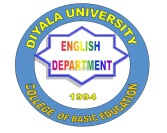 DIYALA UNIVERSITY
ENGLISH
DEPARTMENT
1994
COLLEGE OF BASIC EDUCATION